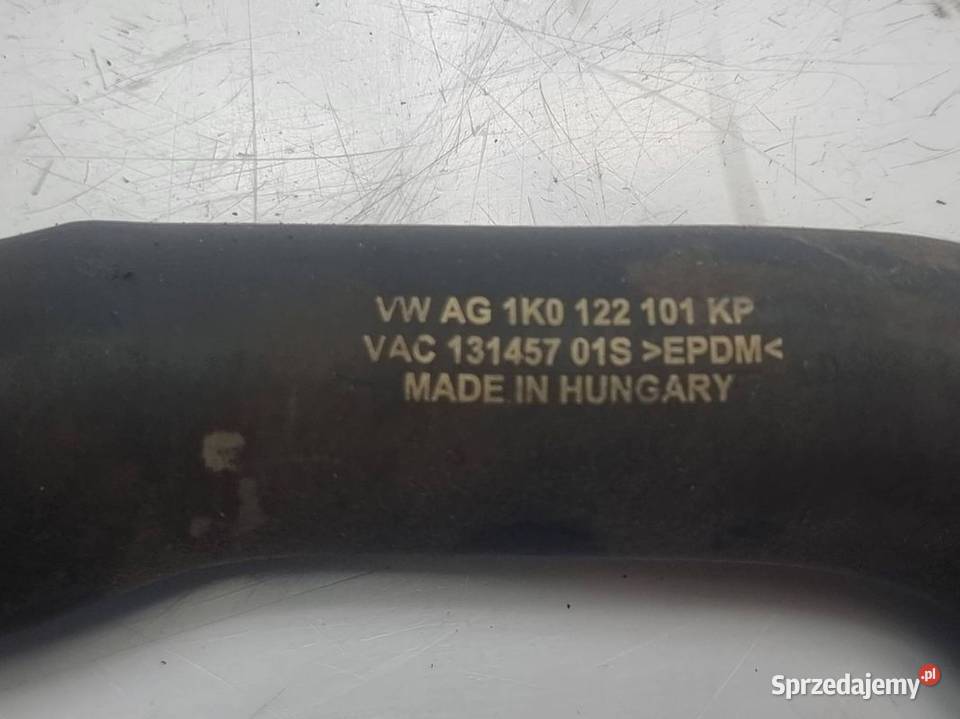 VW AG 1K0 122 101 KP
VAC 131457 01S >EPDM<
MADE IN HUNGARY
Sprzedajemy.pl